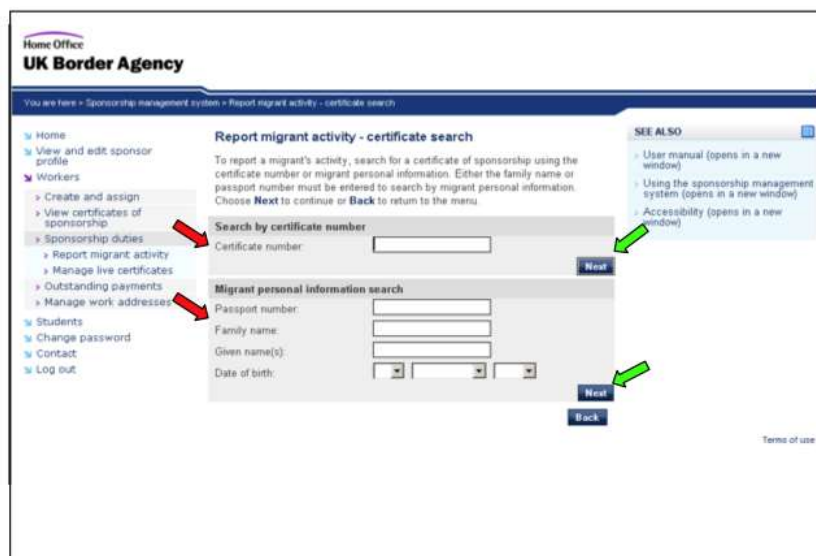 Home Office
UK Border Agency
You are here » Sponsorship management system » Report migrant activity - certificate search
Home
View and edit sponsor
profile
Workers
Create and assign
View certificates of
sponsorship
Sponsorship duties
Report migrant activity
Manage live certificates
Outstanding payments
Manage work addresses
Students
Change password
Contact
Log out
Report migrant activity - certificate search
To report a migrant's activity, search for a certificate of sponsorship using the
certificate number or migrant personal information. Either the family name or
passport number must be entered to search by migrant personal information.
Choose Next to continue or Back to return to the menu.
Search by certificate number
Certificate number:
Next
Migrant personal information search
Passport number:
Family name:
Given name(s):
Date of birth:
Next
Back
SEE ALSO
User manual (opens in a new
window)
Using the sponsorship management
system (opens in a new window)
Accessibility (opens in a new
window)
Terms of use